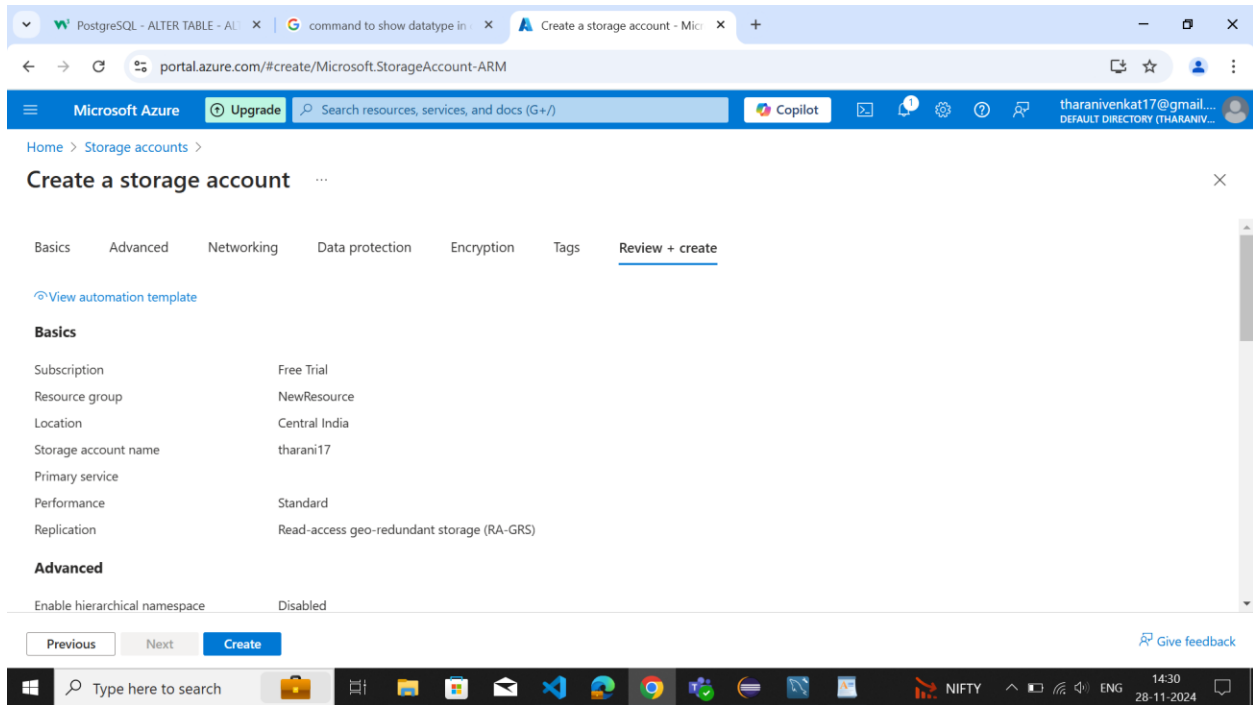 PostgreSQL - ALTER TABLE - AL
command to show datatype in
Create a storage account - Mic
portal.azure.com/#create/Microsoft.StorageAccount-ARM
Microsoft Azure Upgrade Search resources, services, and docs (G+/) Copilot 1 tharanivenkat17@gmail....
DEFAULT DIRECTORY (THARANIV...
Home > Storage accounts >
Create a storage account ...
Basics Advanced Networking Data protection Encryption Tags Review + create
View automation template
Basics
Subscription Free Trial
Resource group NewResource
Location Central India
Storage account name tharani17
Primary service
Performance Standard
Replication Read-access geo-redundant storage (RA-GRS)
Advanced
Enable hierarchical namespace Disabled
Previous Next Create Give feedback
Type here to search NIFTY ENG 14:30
28-11-2024